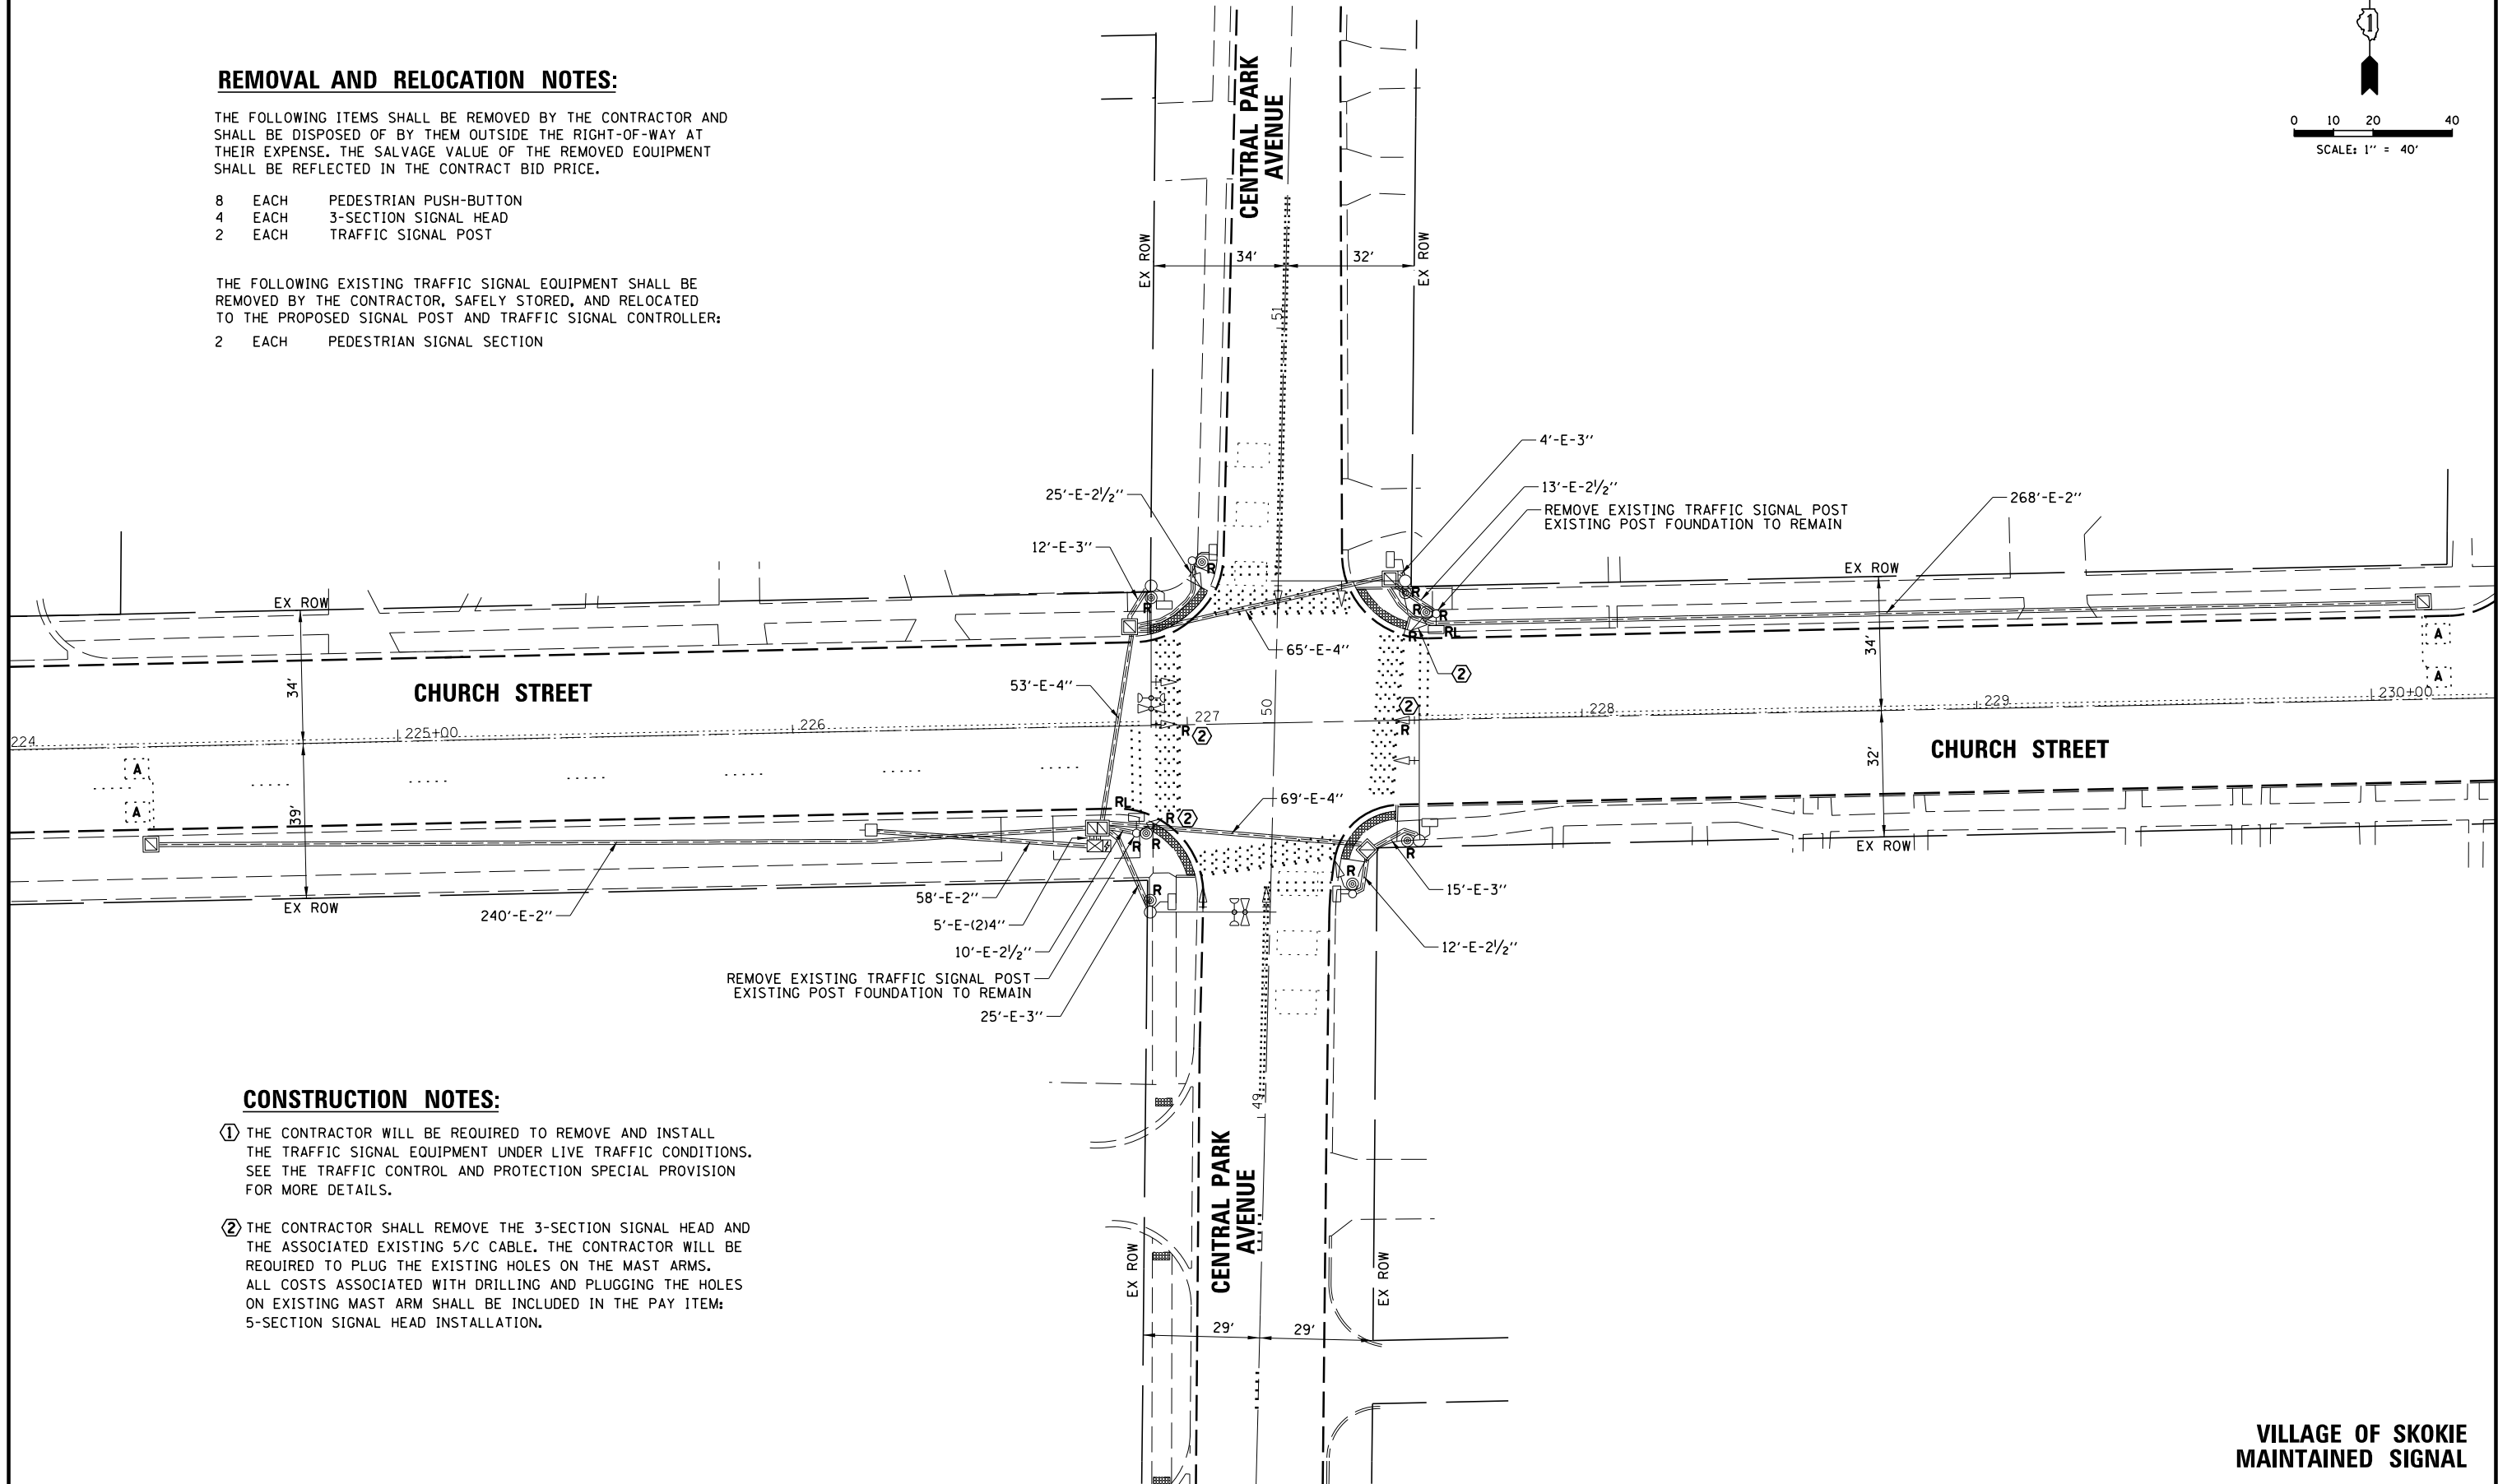 REMOVAL AND RELOCATION NOTES:
THE FOLLOWING ITEMS SHALL BE REMOVED BY THE CONTRACTOR AND
SHALL BE DISPOSED OF BY THEM OUTSIDE THE RIGHT-OF-WAY AT
THEIR EXPENSE. THE SALVAGE VALUE OF THE REMOVED EQUIPMENT
SHALL BE REFLECTED IN THE CONTRACT BID PRICE.
8 EACH PEDESTRIAN PUSH-BUTTON
4 EACH 3-SECTION SIGNAL HEAD
2 EACH TRAFFIC SIGNAL POST
THE FOLLOWING EXISTING TRAFFIC SIGNAL EQUIPMENT SHALL BE
REMOVED BY THE CONTRACTOR, SAFELY STORED, AND RELOCATED
TO THE PROPOSED SIGNAL POST AND TRAFFIC SIGNAL CONTROLLER:
2 EACH PEDESTRIAN SIGNAL SECTION
CENTRAL PARK
AVENUE
1
0 10 20 40
SCALE: 1'' = 40'
EX ROW
34'
32'
EX ROW
51
4'-E-3''
25'-E-2½''
13'-E-2½''
REMOVE EXISTING TRAFFIC SIGNAL POST
EXISTING POST FOUNDATION TO REMAIN
268'-E-2''
12'-E-3''
R
R
R
R
R
R
RL
EX ROW
EX ROW
34'
34'
65'-E-4''
2
A
A
CHURCH STREET
53'-E-4''
50
2
R
R
2
224
225+00
226
227
228
229
230+00
CHURCH STREET
32'
39'
A
A
RL
R
2
R
R
R
69'-E-4''
R
R
EX ROW
EX ROW
240'-E-2''
58'-E-2''
5'-E-(2)4''
10'-E-2½''
REMOVE EXISTING TRAFFIC SIGNAL POST
EXISTING POST FOUNDATION TO REMAIN
25'-E-3''
15'-E-3''
12'-E-2½''
49
CONSTRUCTION NOTES:
1 THE CONTRACTOR WILL BE REQUIRED TO REMOVE AND INSTALL
THE TRAFFIC SIGNAL EQUIPMENT UNDER LIVE TRAFFIC CONDITIONS.
SEE THE TRAFFIC CONTROL AND PROTECTION SPECIAL PROVISION
FOR MORE DETAILS.
2 THE CONTRACTOR SHALL REMOVE THE 3-SECTION SIGNAL HEAD AND
THE ASSOCIATED EXISTING 5/C CABLE. THE CONTRACTOR WILL BE
REQUIRED TO PLUG THE EXISTING HOLES ON THE MAST ARMS.
ALL COSTS ASSOCIATED WITH DRILLING AND PLUGGING THE HOLES
ON EXISTING MAST ARM SHALL BE INCLUDED IN THE PAY ITEM:
5-SECTION SIGNAL HEAD INSTALLATION.
CENTRAL PARK
AVENUE
EX ROW
EX ROW
29'
29'
VILLAGE OF SKOKIE
MAINTAINED SIGNAL